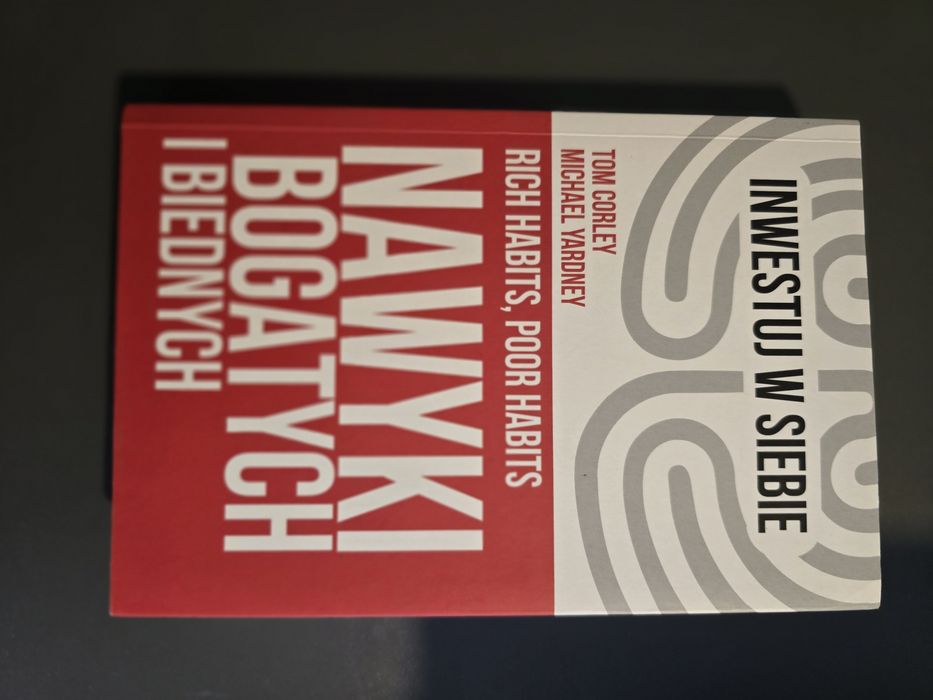 INWESTUJ W SIEBIE
TOM CORLEY
MICHAEL YARDNEY
RICH HABITS, POOR HABITS
NAWYKI
BOGATYCH
I BIEDNYCH